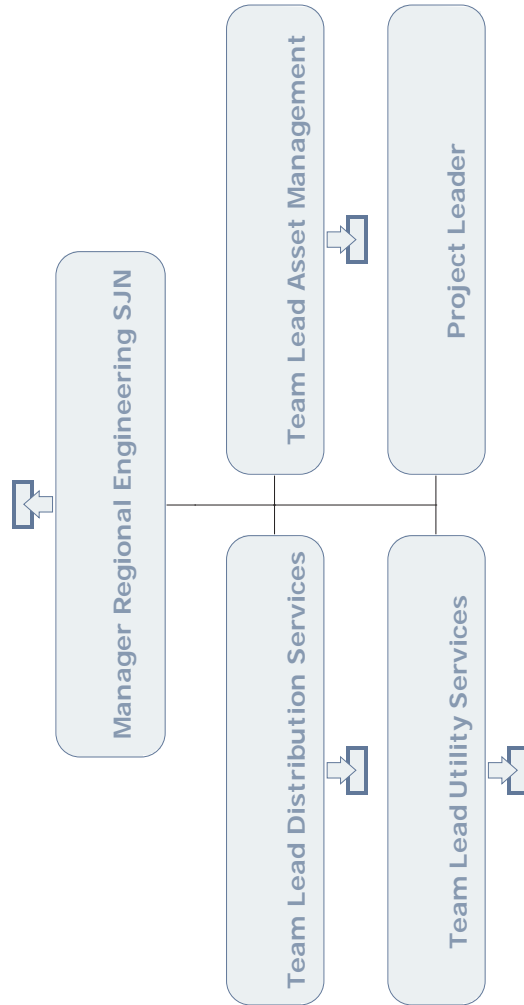 Manager Regional Engineering SJN
Team Lead Distribution Services
Team Lead Asset Management
Team Lead Utility Services
Project Leader